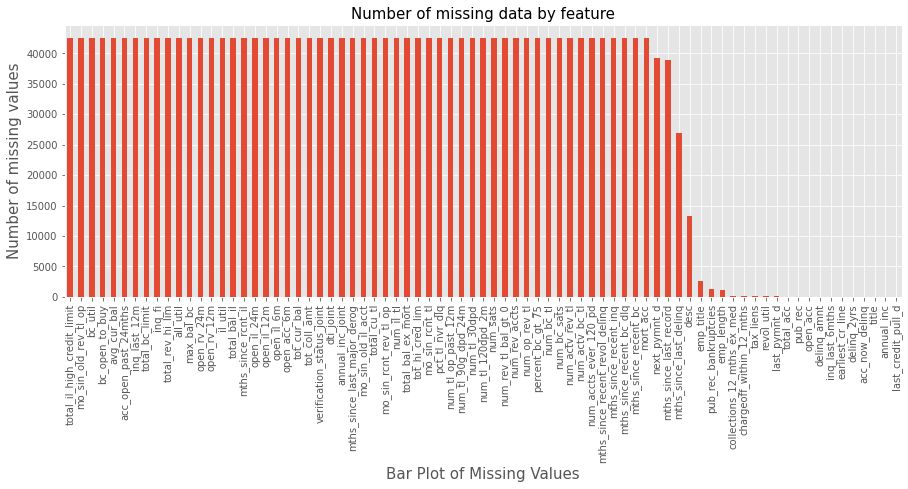 Number of missing data by feature
Number of missing values
40000
35000
30000
25000
20000
15000
10000
5000
0
total_il_high_credit_limit
mo_sin_old_rev_tl_op
bc_util
bc_open_to_buy
avg_cur_bal
acc_open_past_24mths
inq_last_12m
total_bc_limit
inq_fi
total_rev_hi_lim
all_util
max_bal_bc
open_rv_24m
open_rv_12m
il_util
total_bal_il
mths_since_rcnt_il
open_il_24m
open_il_12m
open_il_6m
open_acc_6m
tot_cur_bal
tot_coll_amt
verification_status_joint
dti_joint
annual_inc_joint
mths_since_last_major_derog
mo_sin_old_il_acct
total_cu_tl
mo_sin_rcnt_rev_tl_op
num_il_tl
total_bal_ex_mort
tot_hi_cred_lim
mo_sin_rcnt_tl
pct_tl_nvr_dlq
num_tl_op_past_12m
num_tl_90g_dpd_24m
num_tl_30dpd
num_tl_120dpd_2m
num_sats
num_rev_tl_bal_gt_0
num_rev_accts
num_op_rev_tl
percent_bc_gt_75
num_bc_tl
num_bc_sats
num_actv_rev_tl
num_actv_bc_tl
num_accts_ever_120_pd
mths_since_recent_revol_delinq
mths_since_recent_inq
mths_since_recent_bc_dlq
mths_since_recent_bc
mort_acc
next_pymnt_d
mths_since_last_record
mths_since_last_delinq
desc
emp_title
pub_rec_bankruptcies
emp_length
collections_12_mths_ex_med
chargeoff_within_12_mths
tax_liens
revol_util
last_pymnt_d
total_acc
pub_rec
open_acc
delinq_amnt
inq_last_6mths
earliest_cr_line
delinq_2yrs
acc_now_delinq
title
annual_inc
last_credit_pull_d
Bar Plot of Missing Values